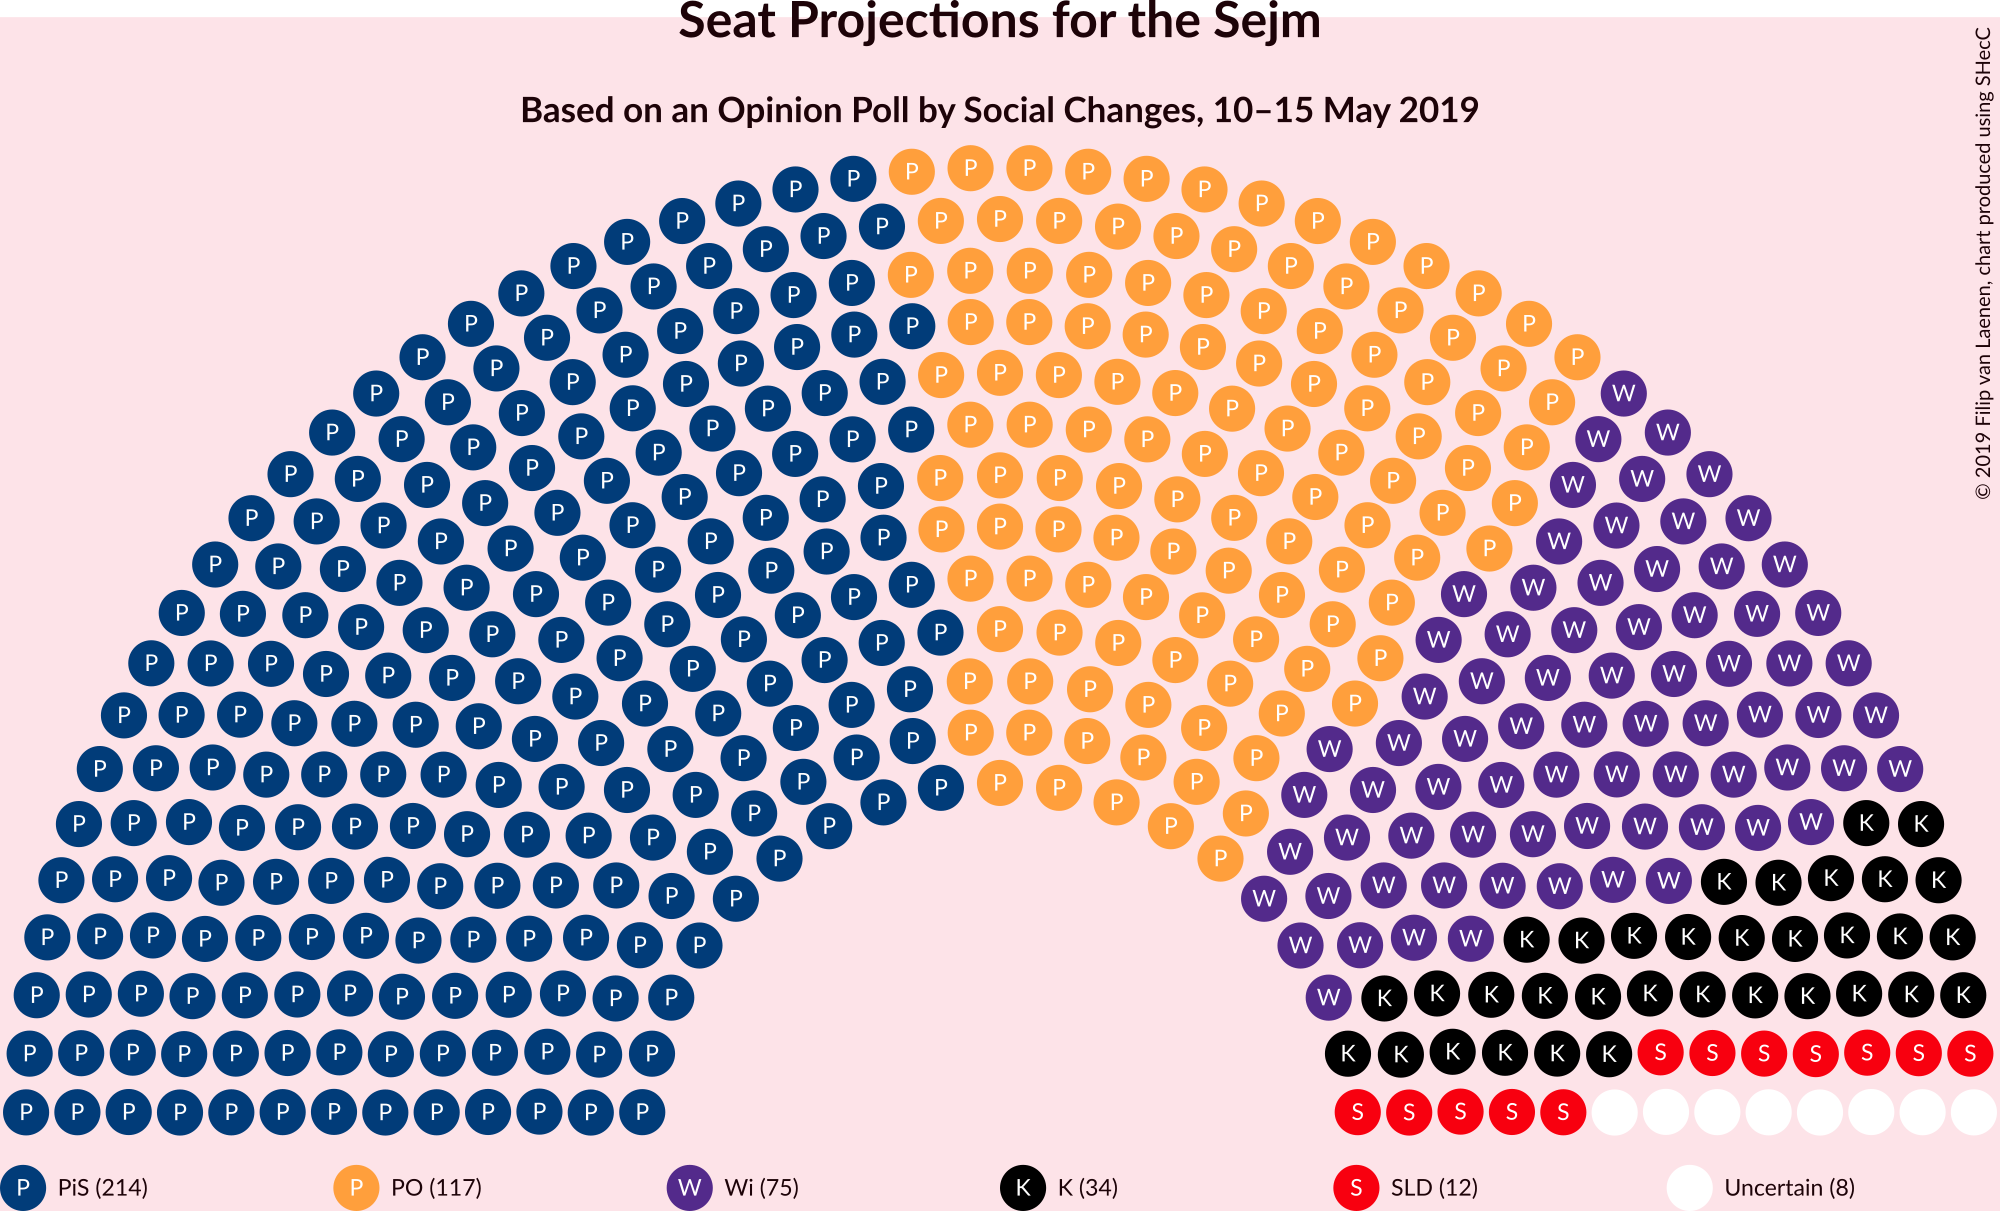 Seat Projections for the Sejm
Based on an Opinion Poll by Social Changes, 10–15 May 2019
© 2019 Filip van Laenen, chart produced using SHecC
P PiS (214)
P PO (117)
W Wi (75)
K K (34)
S SLD (12)
Uncertain (8)